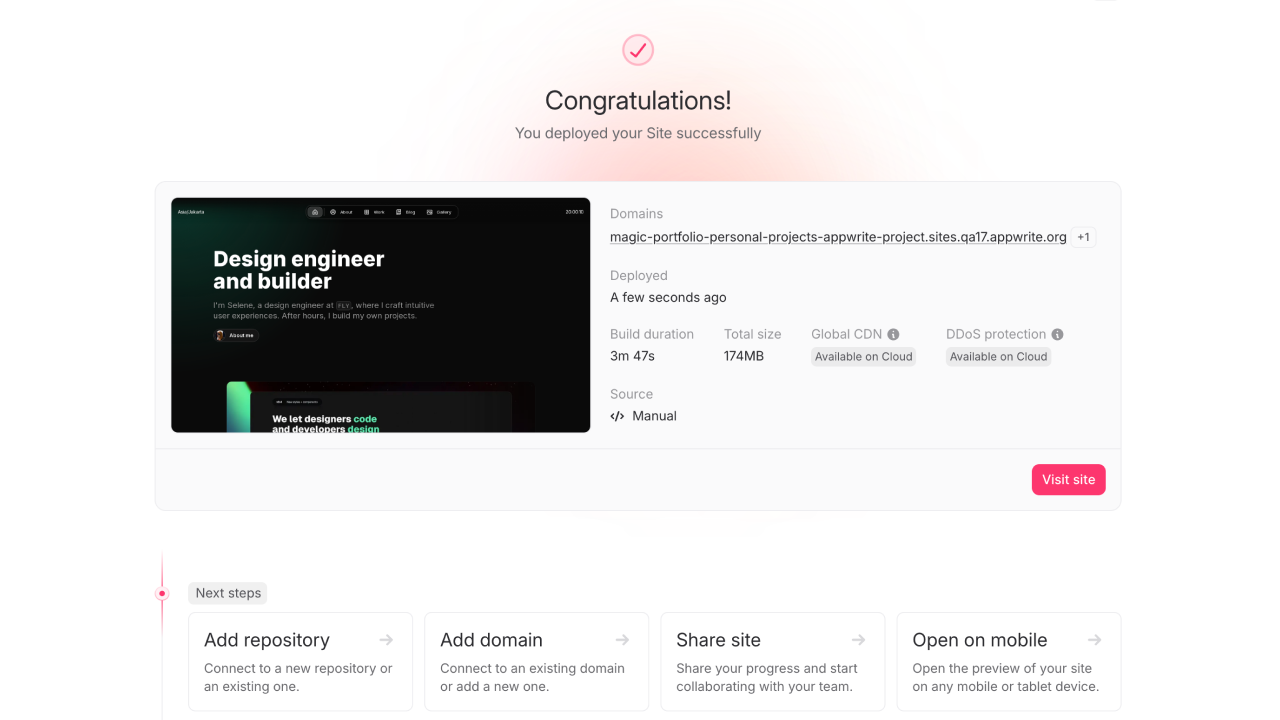 Congratulations!
You deployed your Site successfully
Asia/Jakarta
About
Work
Blog
Gallery
20:00:10
Design engineer
and builder
I'm Selene, a design engineer at FLY, where I craft intuitive
user experiences. After hours, I build my own projects.
About me
We let designers code
and developers design
Domains
magic-portfolio-personal-projects-appwrite-project.sites.qa17.appwrite.org +1
Deployed
A few seconds ago
Build duration
3m 47s
Total size
174MB
Global CDN
Available on Cloud
DDoS protection
Available on Cloud
Source
Manual
Visit site
Next steps
Add repository
Connect to a new repository or
an existing one.
Add domain
Connect to an existing domain
or add a new one.
Share site
Share your progress and start
collaborating with your team.
Open on mobile
Open the preview of your site
on any mobile or tablet device.